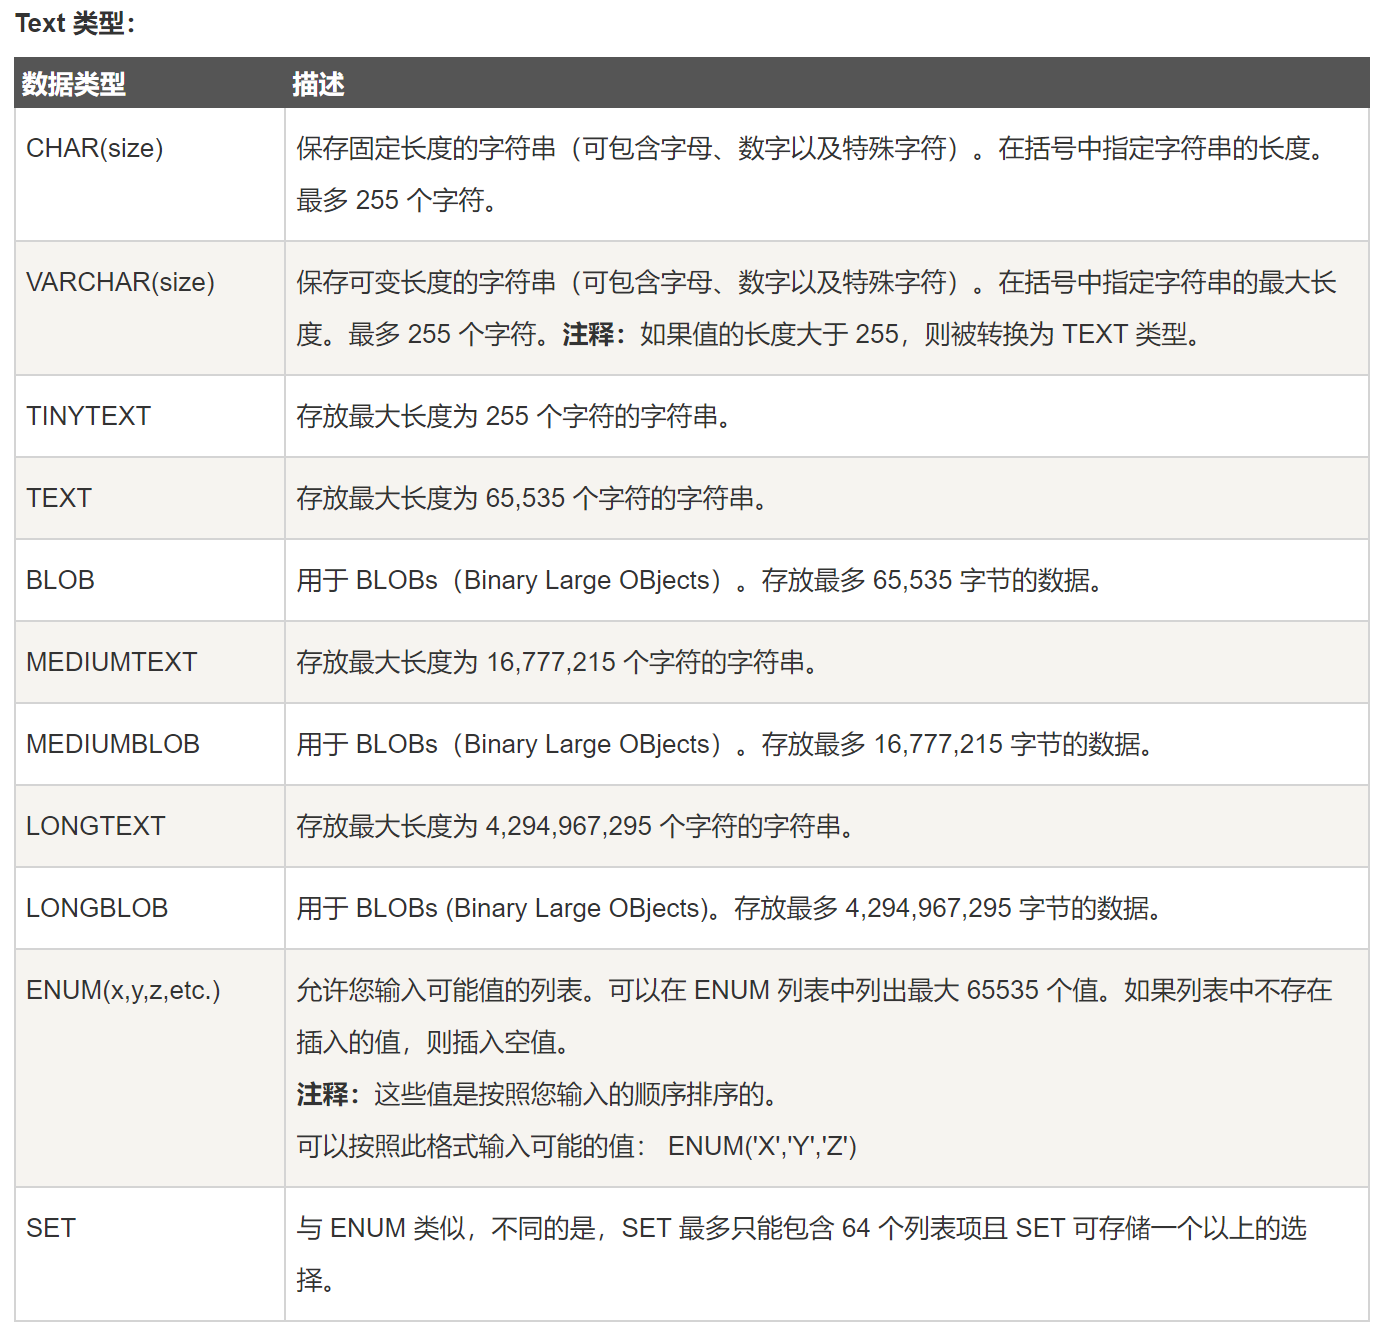 Text 类型：
数据类型 描述
CHAR(size) 保存固定长度的字符串（可包含字母、数字以及特殊字符）。在括号中指定字符串的长度。
最多 255 个字符。
VARCHAR(size) 保存可变长度的字符串（可包含字母、数字以及特殊字符）。在括号中指定字符串的最大长
度。最多 255 个字符。注释：如果值的长度大于 255，则被转换为 TEXT 类型。
TINYTEXT 存放最大长度为 255 个字符的字符串。
TEXT 存放最大长度为 65,535 个字符的字符串。
BLOB 用于 BLOBs（Binary Large OBjects）。存放最多 65,535 字节的数据。
MEDIUMTEXT 存放最大长度为 16,777,215 个字符的字符串。
MEDIUMBLOB 用于 BLOBs（Binary Large OBjects）。存放最多 16,777,215 字节的数据。
LONGTEXT 存放最大长度为 4,294,967,295 个字符的字符串。
LONGBLOB 用于 BLOBs (Binary Large OBjects)。存放最多 4,294,967,295 字节的数据。
ENUM(x,y,z,etc.) 允许您输入可能值的列表。可以在 ENUM 列表中列出最大 65535 个值。如果列表中不存在
插入的值，则插入空值。
注释：这些值是按照您输入的顺序排序的。
可以按照此格式输入可能的值： ENUM('X','Y','Z')
SET 与 ENUM 类似，不同的是，SET 最多只能包含 64 个列表项且 SET 可存储一个以上的选
择。